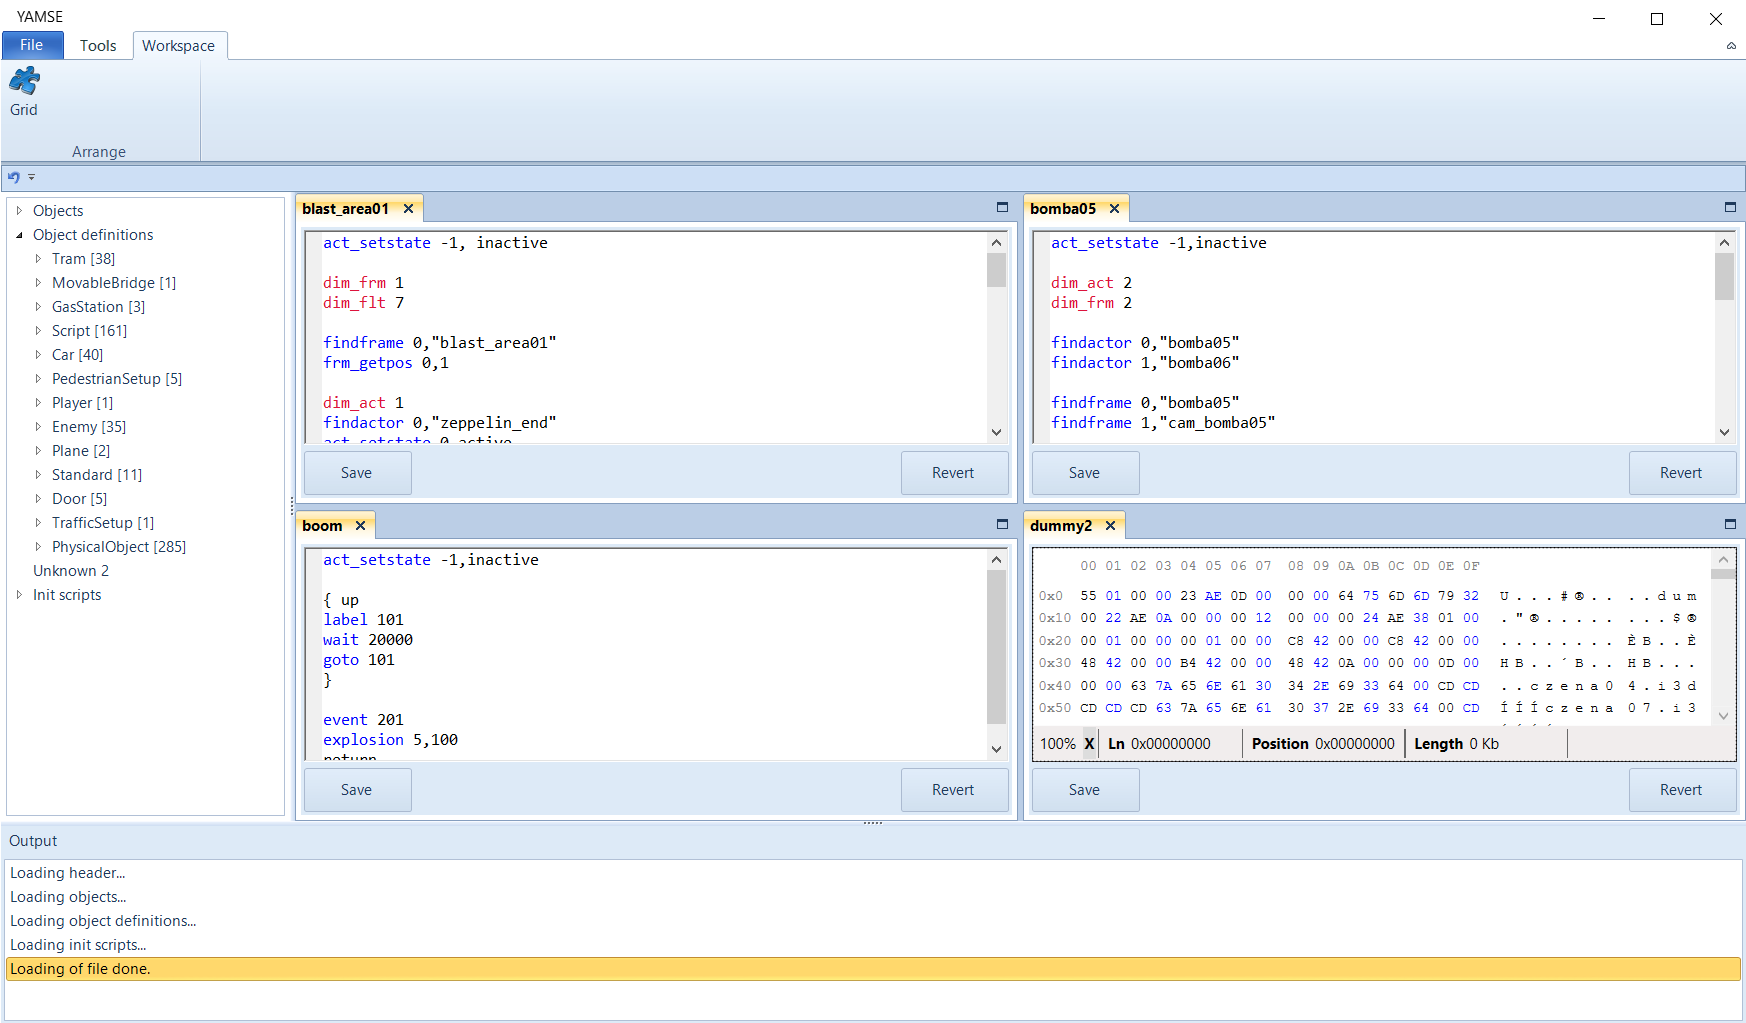 YAMSE
File Tools Workspace
Grid
Arrange
Objects
Object definitions
Tram [38]
MovableBridge [1]
GasStation [3]
Script [161]
Car [40]
PedestrianSetup [5]
Player [1]
Enemy [35]
Plane [2]
Standard [11]
Door [5]
TrafficSetup [1]
PhysicalObject [285]
Unknown 2
Init scripts
blast_area01
act_setstate -1, inactive
dim_frm 1
dim_flt 7
findframe 0,"blast_area01"
frm_getpos 0,1
dim_act 1
findactor 0,"zeppelin_end"
act_setstate 0,active
Save Revert
bomba05
act_setstate -1,inactive
dim_act 2
dim_frm 2
findactor 0,"bomba05"
findactor 1,"bomba06"
findframe 0,"bomba05"
findframe 1,"cam_bomba05"
Save Revert
boom
act_setstate -1,inactive
{ up
label 101
wait 20000
goto 101
}
event 201
explosion 5,100
return
Save Revert
dummy2
00 01 02 03 04 05 06 07 08 09 0A 0B 0C 0D 0E 0F
0x0 55 01 00 00 23 AE 0D 00 00 00 64 75 6D 6D 79 32 U...#®....dum
0x10 00 22 AE 0A 00 00 00 12 00 00 00 24 AE 38 01 00 ."®........$®
0x20 00 01 00 00 00 01 00 00 C8 42 00 00 C8 42 00 00 ........ÈB..È
0x30 48 42 00 00 B4 42 00 00 48 42 0A 00 00 00 0D 00 HB..´B..HB...
0x40 00 00 63 7A 65 6E 61 30 34 2E 69 33 64 00 CD CD ..czena04.i3d
0x50 CD CD CD 63 7A 65 6E 61 30 37 2E 69 33 64 00 CD ÍÍÍczena07.i3
100% X Ln 0x00000000 Position 0x00000000 Length 0 Kb
Save Revert
Output
Loading header...
Loading objects...
Loading object definitions...
Loading init scripts...
Loading of file done.